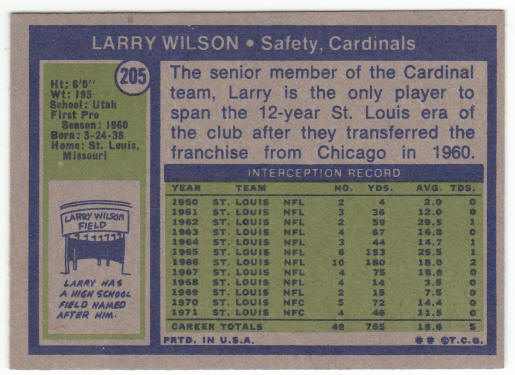 LARRY WILSON • Safety, Cardinals
205
Ht: 6'0"
Wt: 195
School: Utah
First Pro
Season: 1960
Born: 3-24-38
Home: St. Louis,
Missouri
The senior member of the Cardinal
team, Larry is the only player to
span the 12-year St. Louis era of
the club after they transferred the
franchise from Chicago in 1960.
LARRY WILSON
FIELD
LARRY HAS
A HIGH SCHOOL
FIELD NAMED
AFTER HIM.
INTERCEPTION RECORD
YEAR TEAM NO. YDS. AVG. TDS.
1960 ST. LOUIS NFL 2 4 2.0 0
1961 ST. LOUIS NFL 3 36 12.0 0
1962 ST. LOUIS NFL 2 59 29.5 1
1963 ST. LOUIS NFL 4 67 16.8 0
1964 ST. LOUIS NFL 3 44 14.7 1
1965 ST. LOUIS NFL 6 153 25.5 1
1966 ST. LOUIS NFL 10 180 18.0 2
1967 ST. LOUIS NFL 4 75 18.8 0
1968 ST. LOUIS NFL 4 14 3.5 0
1969 ST. LOUIS NFL 2 15 7.5 0
1970 ST. LOUIS NFC 5 72 14.4 0
1971 ST. LOUIS NFC 4 46 11.5 0
CAREER TOTALS 49 765 15.6 5
PRTD. IN U.S.A. ** © T.C.G.